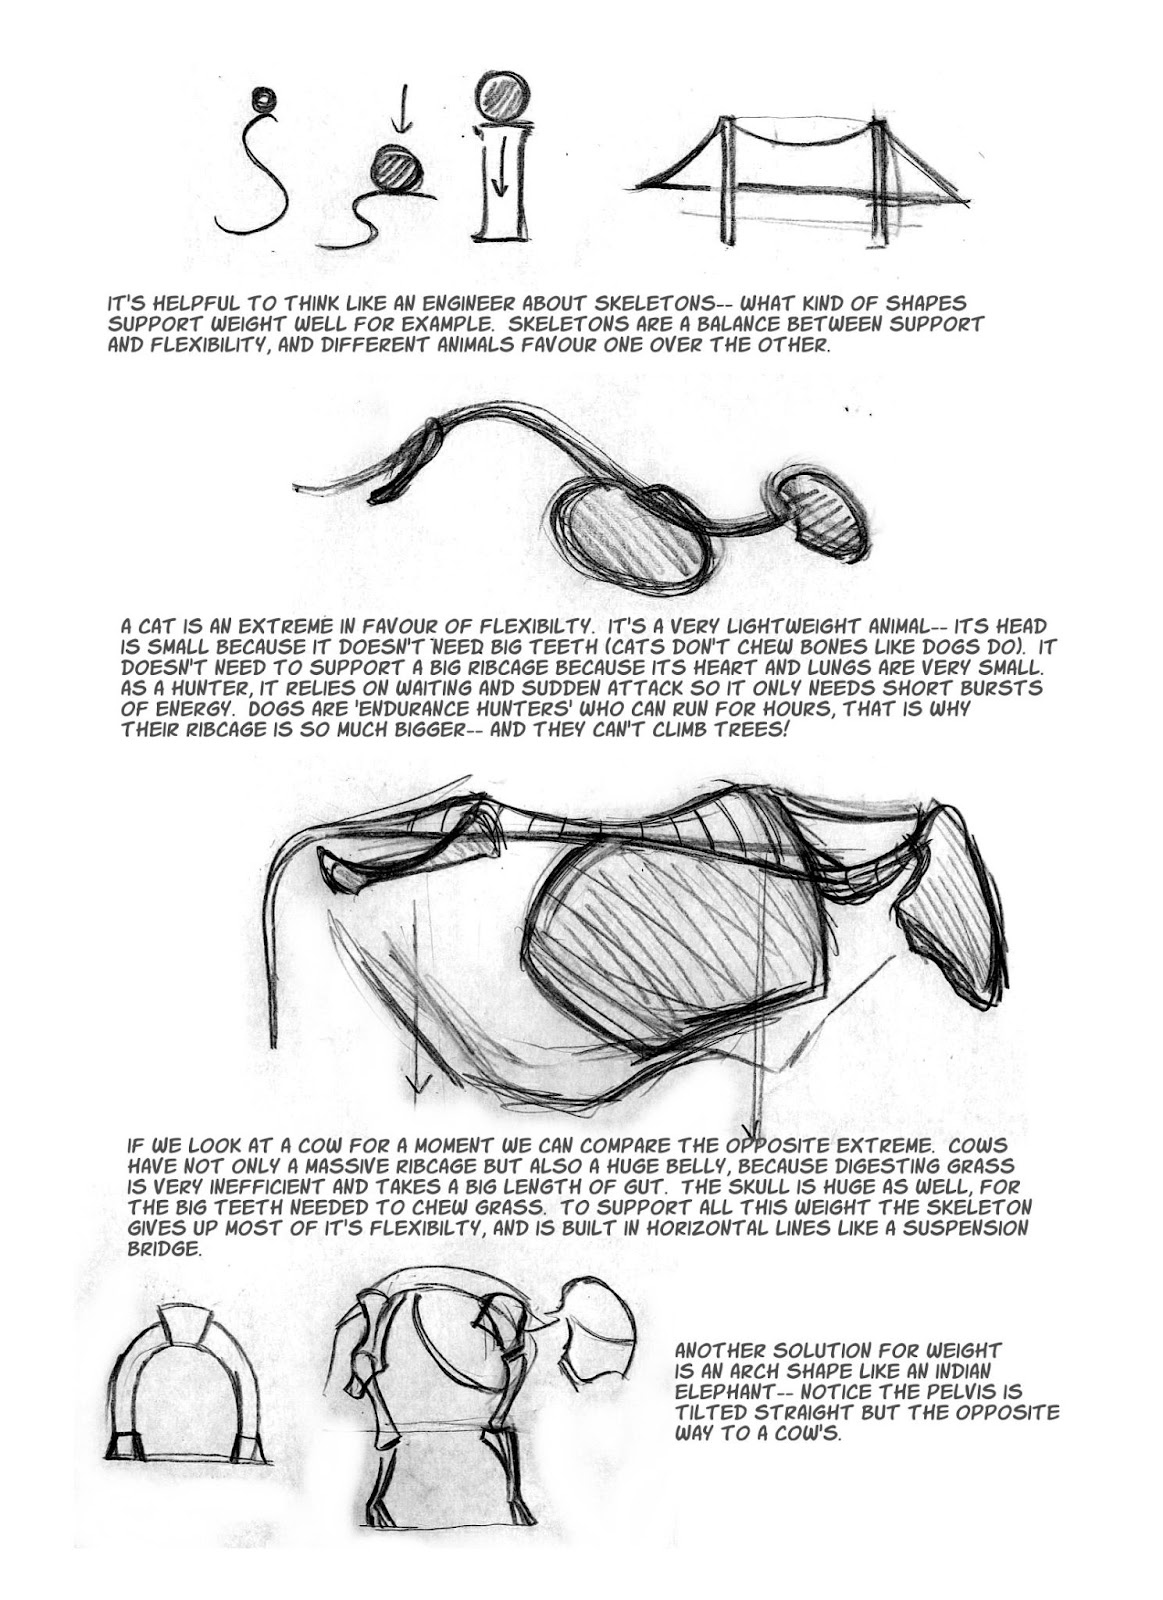 IT'S HELPFUL TO THINK LIKE AN ENGINEER ABOUT SKELETONS-- WHAT KIND OF SHAPES
SUPPORT WEIGHT WELL FOR EXAMPLE. SKELETONS ARE A BALANCE BETWEEN SUPPORT
AND FLEXIBILITY, AND DIFFERENT ANIMALS FAVOUR ONE OVER THE OTHER.
A CAT IS AN EXTREME IN FAVOUR OF FLEXIBILTY. IT'S A VERY LIGHTWEIGHT ANIMAL-- ITS HEAD
IS SMALL BECAUSE IT DOESN'T NEED BIG TEETH (CATS DON'T CHEW BONES LIKE DOGS DO). IT
DOESN'T NEED TO SUPPORT A BIG RIBCAGE BECAUSE ITS HEART AND LUNGS ARE VERY SMALL.
AS A HUNTER, IT RELIES ON WAITING AND SUDDEN ATTACK SO IT ONLY NEEDS SHORT BURSTS
OF ENERGY. DOGS ARE 'ENDURANCE HUNTERS' WHO CAN RUN FOR HOURS, THAT IS WHY
THEIR RIBCAGE IS SO MUCH BIGGER-- AND THEY CAN'T CLIMB TREES!
IF WE LOOK AT A COW FOR A MOMENT WE CAN COMPARE THE OPPOSITE EXTREME. COWS
HAVE NOT ONLY A MASSIVE RIBCAGE BUT ALSO A HUGE BELLY, BECAUSE DIGESTING GRASS
IS VERY INEFFICIENT AND TAKES A BIG LENGTH OF GUT. THE SKULL IS HUGE AS WELL, FOR
THE BIG TEETH NEEDED TO CHEW GRASS. TO SUPPORT ALL THIS WEIGHT THE SKELETON
GIVES UP MOST OF IT'S FLEXIBILTY, AND IS BUILT IN HORIZONTAL LINES LIKE A SUSPENSION
BRIDGE.
ANOTHER SOLUTION FOR WEIGHT
IS AN ARCH SHAPE LIKE AN INDIAN
ELEPHANT-- NOTICE THE PELVIS IS
TILTED STRAIGHT BUT THE OPPOSITE
WAY TO A COW'S.